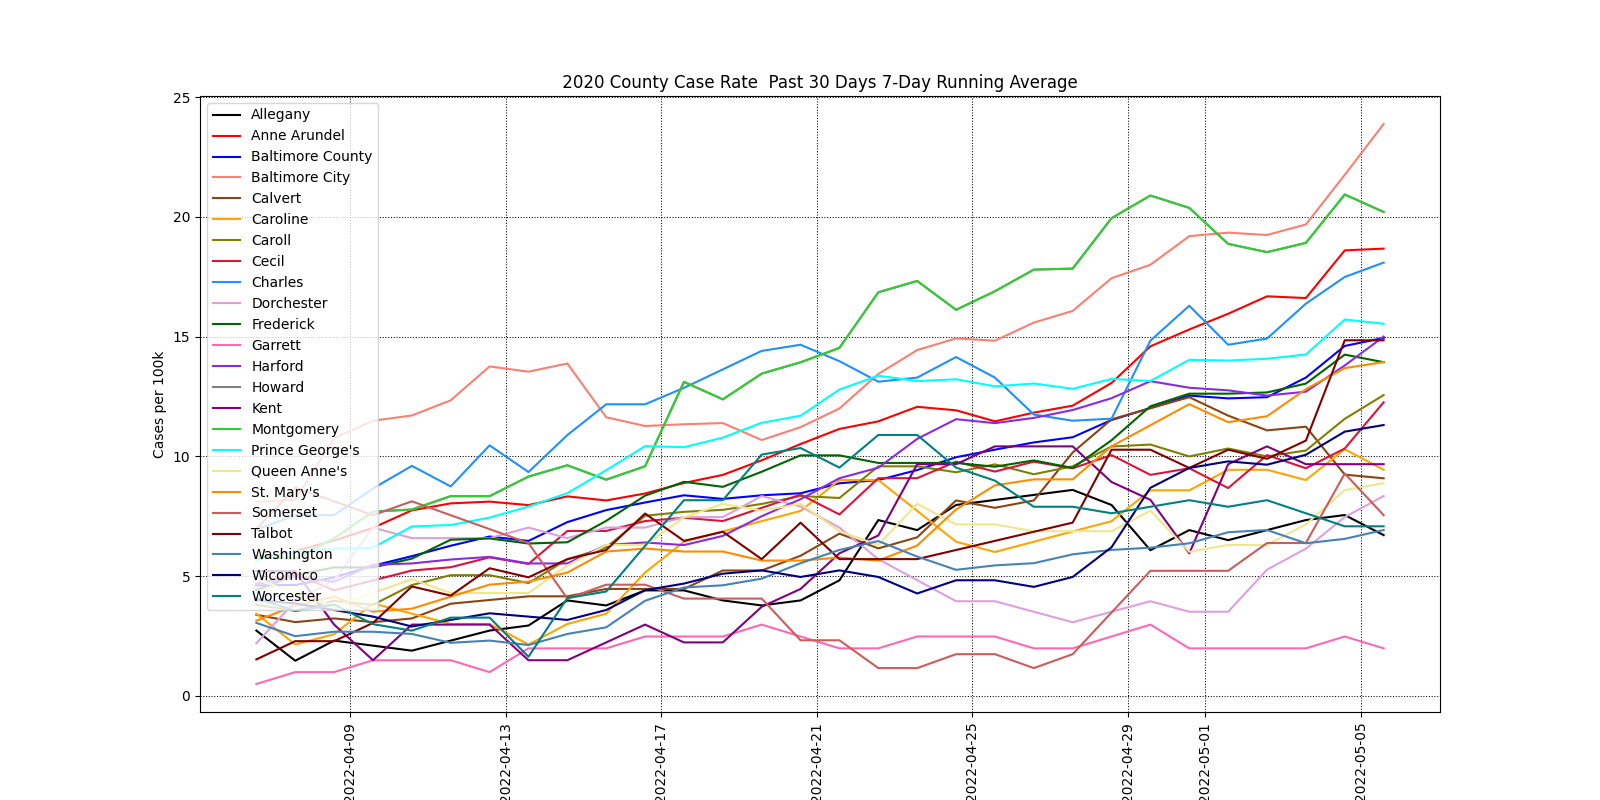 2020 County Case Rate  Past 30 Days 7-Day Running Average
Cases per 100k
25
20
15
10
5
0
Allegany
Anne Arundel
Baltimore County
Baltimore City
Calvert
Caroline
Caroll
Cecil
Charles
Dorchester
Frederick
Garrett
Harford
Howard
Kent
Montgomery
Prince George's
Queen Anne's
St. Mary's
Somerset
Talbot
Washington
Wicomico
Worcester
2022-04-09
2022-04-13
2022-04-17
2022-04-21
2022-04-25
2022-04-29
2022-05-01
2022-05-05